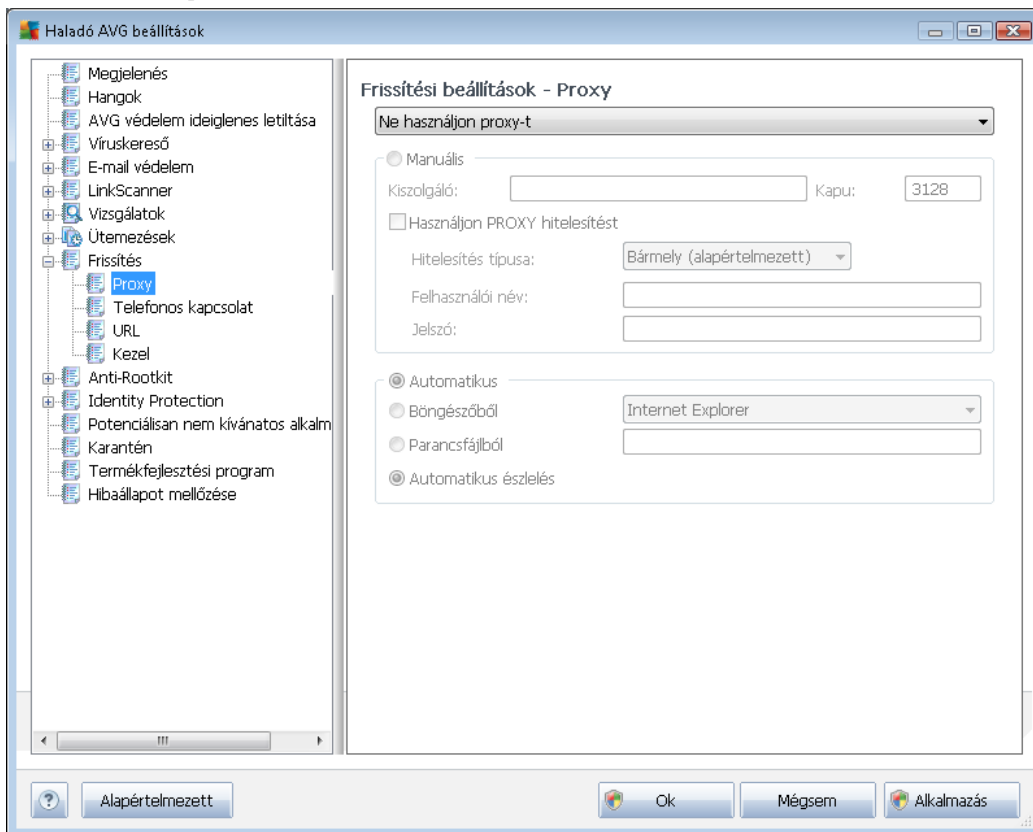 Haladó AVG beállítások
Megjelenés
Hangok
AVG védelem ideiglenes letiltása
Víruskereső
E-mail védelem
LinkScanner
Vizsgálatok
Ütemezések
Frissítés
Proxy
Telefonos kapcsolat
URL
Kezel
Anti-Rootkit
Identity Protection
Potenciálisan nem kívánatos alkalm
Karantén
Termékfejlesztési program
Hibaállapot mellőzése
Frissítési beállítások - Proxy
Ne használjon proxy-t
Manuális
Kiszolgáló: Kapu: 3128
Használjon PROXY hitelesítést
Hitelesítés típusa: Bármely (alapértelmezett)
Felhasználói név:
Jelszó:
Automatikus
Böngészőből Internet Explorer
Parancsfájlból
Automatikus észlelés
? Alapértelmezett Ok Mégsem Alkalmazás